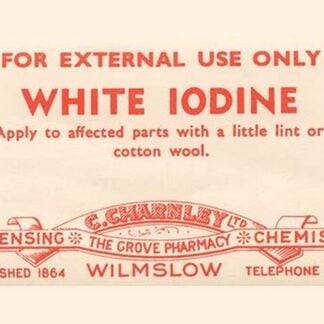 FOR EXTERNAL USE ONLY
WHITE IODINE
Apply to affected parts with a little lint or
cotton wool.
C. CHARNLEY LTD
ENSING ❊ THE GROVE PHARMACY ❊ CHEMIS
SHED 1864 WILMSLOW TELEPHONE